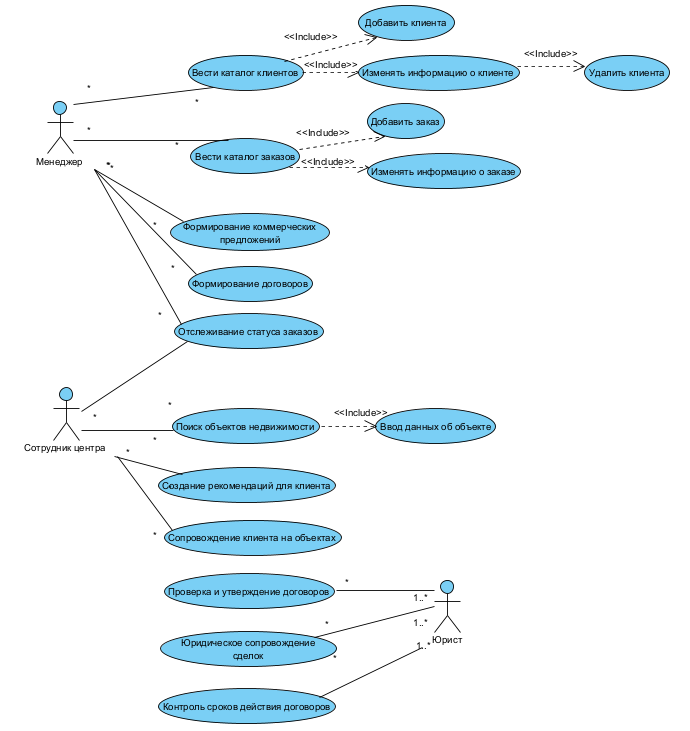 Добавить клиента
<<Include>>
<<Include>>
Вести каталог клиентов
<<Include>>
Изменять информацию о клиенте
Удалить клиента
*
*
Добавить заказ
*
<<Include>>
*
Менеджер
Вести каталог заказов
<<Include>>
Изменять информацию о заказе
*
*
*
Формирование коммерческих
предложений
*
Формирование договоров
*
Отслеживание статуса заказов
*
*
<<Include>>
Поиск объектов недвижимости
Ввод данных об объекте
*
Сотрудник центра
*
Создание рекомендаций для клиента
*
Сопровождение клиента на объектах
*
Проверка и утверждение договоров
1..*
*
1..*
Юрист
Юридическое сопровождение
сделок
1..*
*
Контроль сроков действия договоров